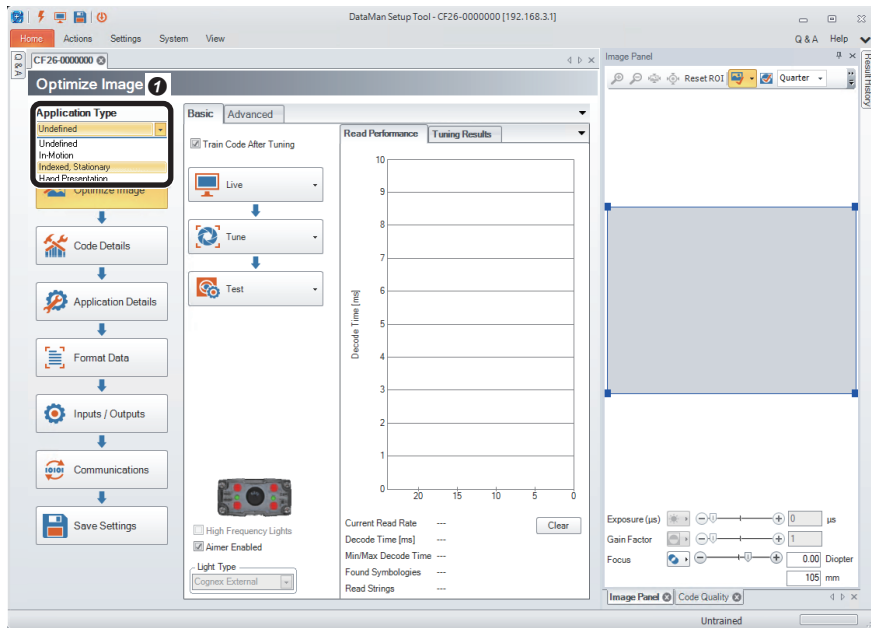 DataMan Setup Tool - CF26-0000000 [192.168.3.1]
Home Actions Settings System View Q & A Help
Q & A
CF26-0000000
Optimize Image 1
Application Type
Undefined
Undefined
In-Motion
Indexed, Stationary
Hand Presentation
Optimize Image
Code Details
Application Details
Format Data
Inputs / Outputs
Communications
Save Settings
Basic Advanced
Train Code After Tuning
Live
Tune
Test
High Frequency Lights
Aimer Enabled
Light Type
Cognex External
Read Performance Tuning Results
Decode Time [ms]
10
9
8
7
6
5
4
3
2
1
0
20 15 10 5 0
Current Read Rate --- Clear
Decode Time [ms] ---
Min/Max Decode Time ---
Found Symbologies ---
Read Strings ---
Image Panel
Reset ROI Quarter
Exposure (µs) 0 µs
Gain Factor 1
Focus 0.00 Diopter
105 mm
Image Panel Code Quality
Result History
Untrained